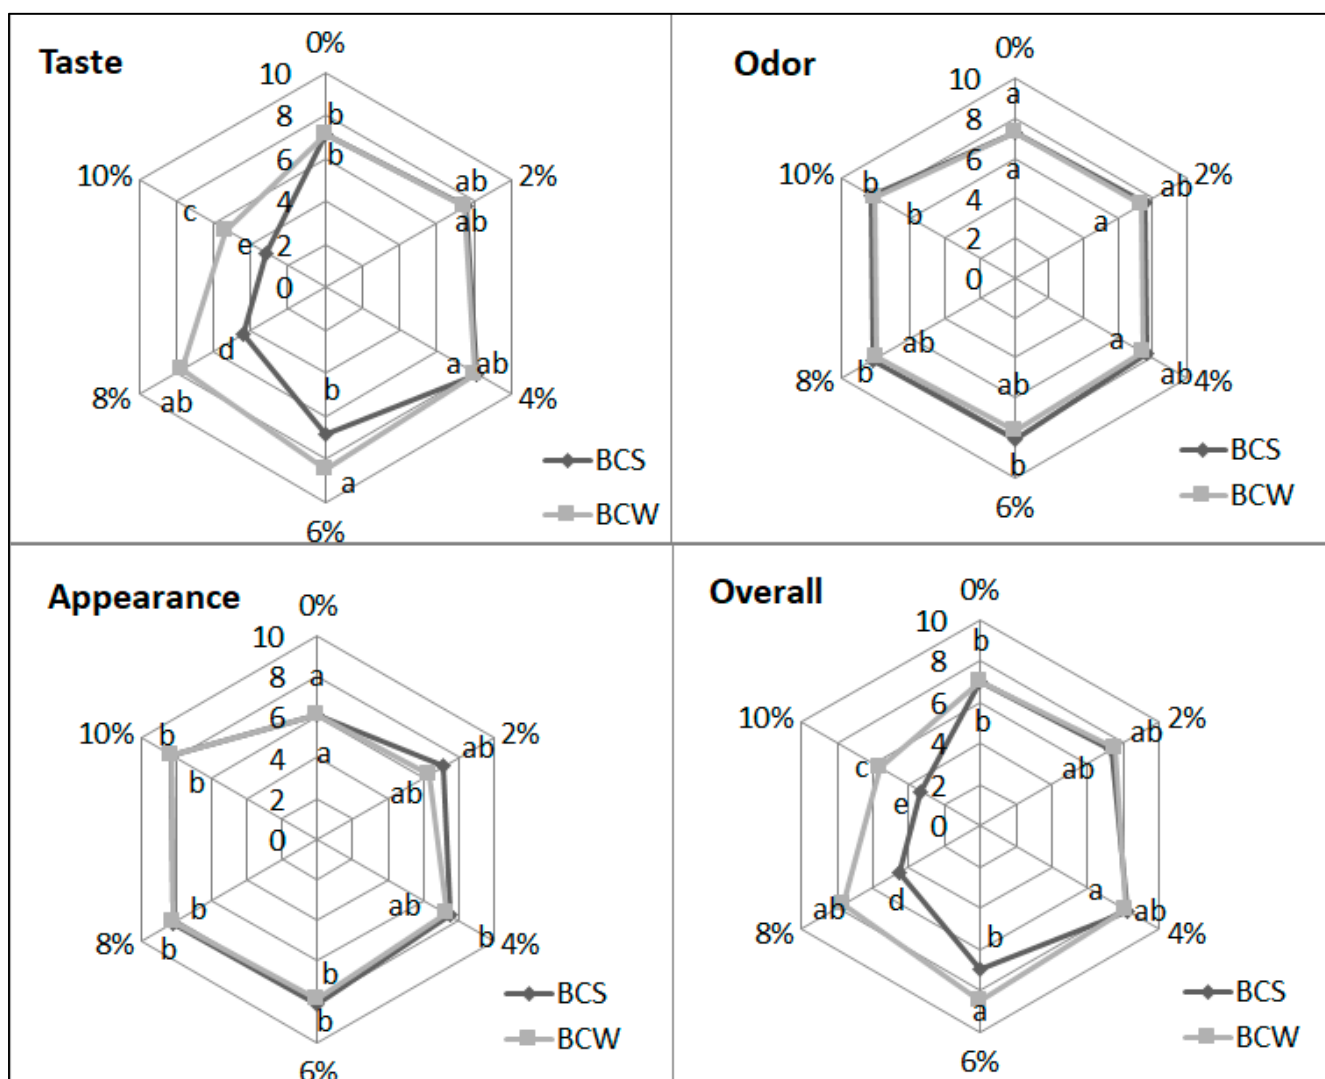 Taste
0%
10
8
6
4
2
0
b
b
2%
ab
ab
4%
a
ab
6%
b
a
8%
d
ab
10%
c
e
BCS
BCW
Odor
0%
10
8
6
4
2
0
a
a
2%
ab
a
4%
a
ab
6%
ab
b
8%
ab
b
10%
b
b
BCS
BCW
Appearance
0%
10
8
6
4
2
0
a
a
2%
ab
ab
4%
ab
b
6%
b
b
8%
b
b
10%
b
b
BCS
BCW
Overall
0%
10
8
6
4
2
0
b
b
2%
ab
ab
4%
a
ab
6%
b
a
8%
d
ab
10%
c
e
BCS
BCW